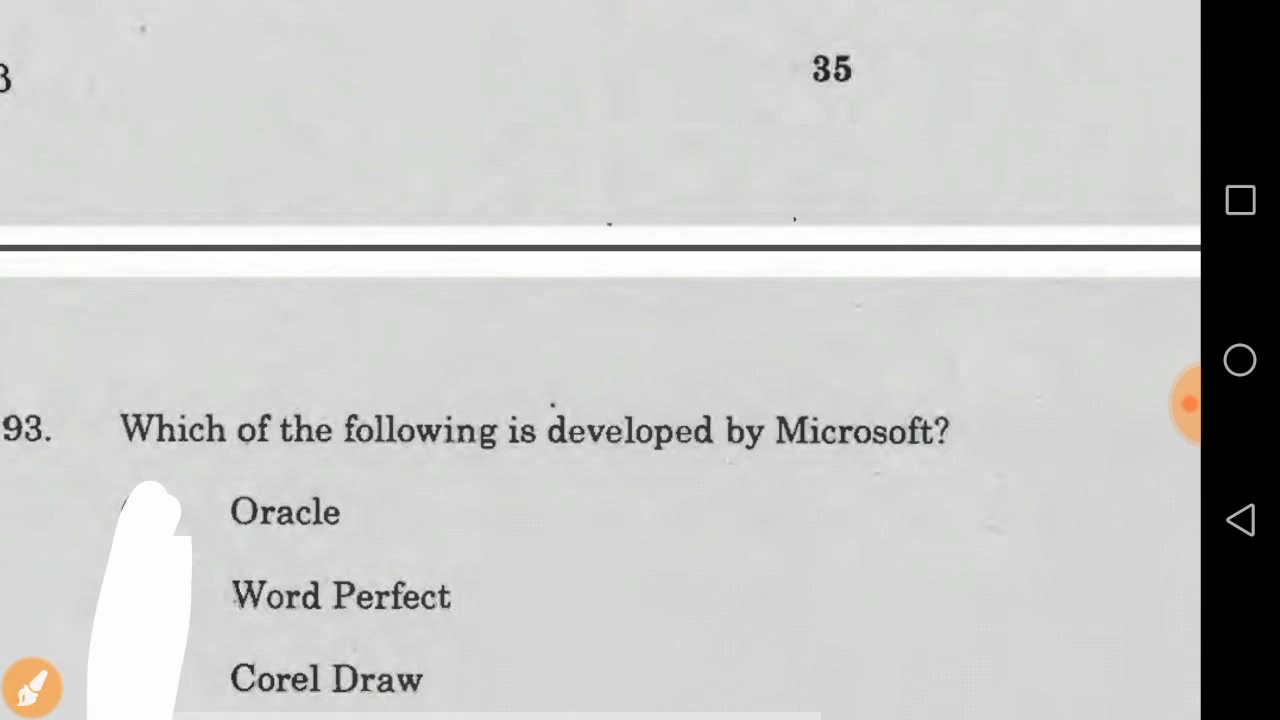 35
93. Which of the following is developed by Microsoft?
Oracle
Word Perfect
Corel Draw